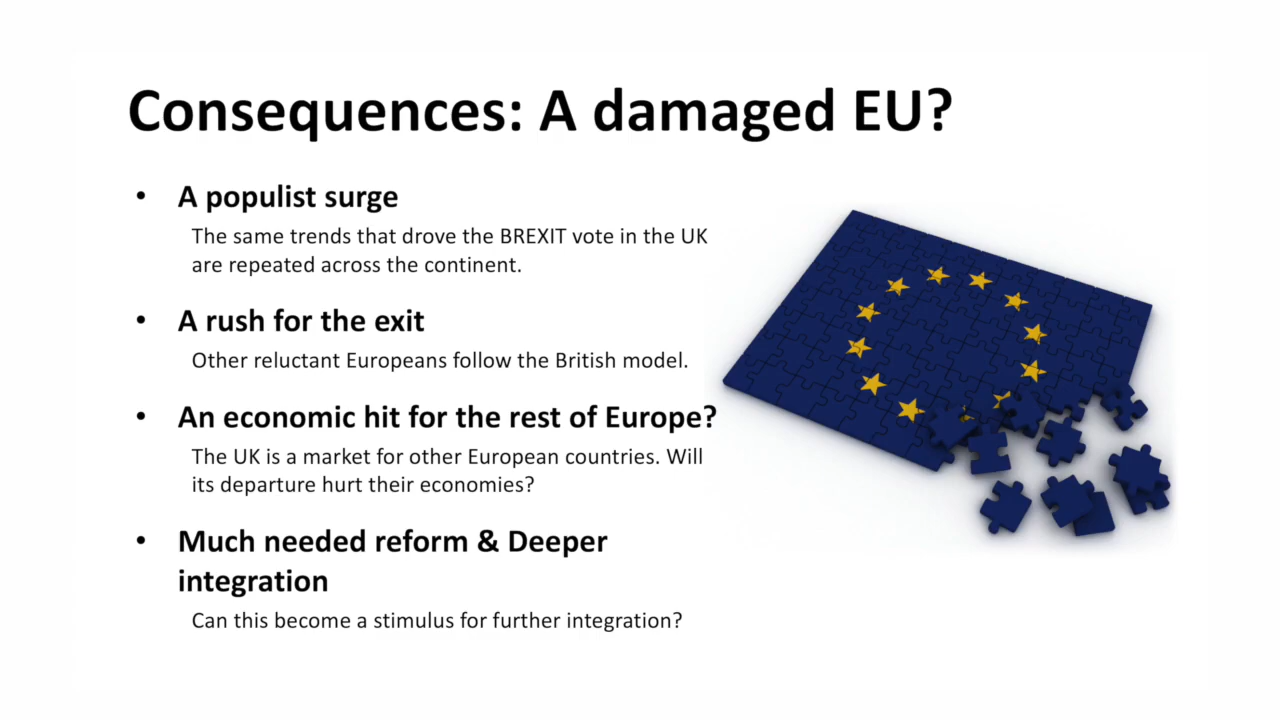 Consequences: A damaged EU?
• A populist surge
The same trends that drove the BREXIT vote in the UK
are repeated across the continent.
• A rush for the exit
Other reluctant Europeans follow the British model.
• An economic hit for the rest of Europe?
The UK is a market for other European countries. Will
its departure hurt their economies?
• Much needed reform & Deeper
integration
Can this become a stimulus for further integration?